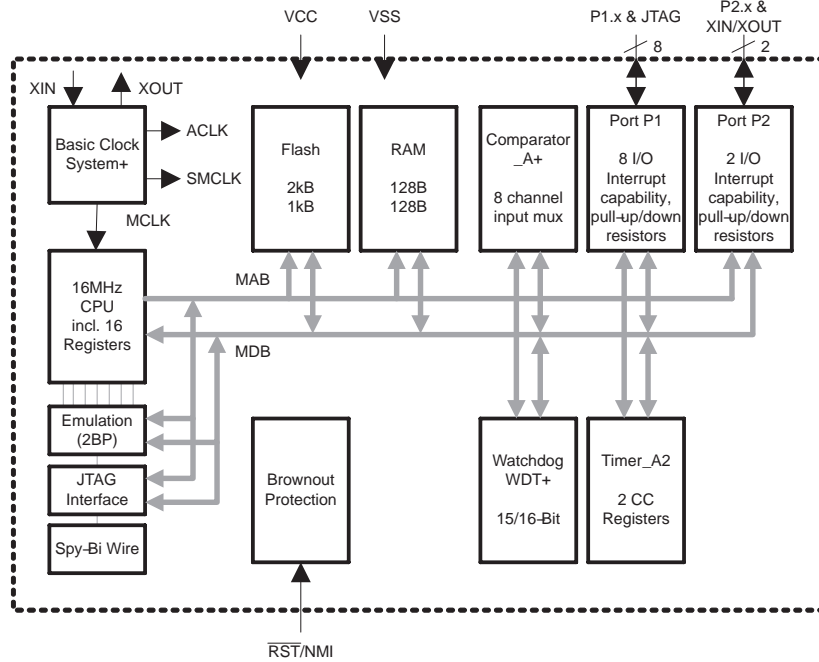 VCC
VSS
P1.x & JTAG
8
P2.x &
XIN/XOUT
2
XIN
XOUT
Basic Clock
System+
ACLK
SMCLK
MCLK
Flash
2kB
1kB
RAM
128B
128B
Comparator
_A+
8 channel
input mux
Port P1
8 I/O
Interrupt
capability,
pull-up/down
resistors
Port P2
2 I/O
Interrupt
capability,
pull-up/down
resistors
16MHz
CPU
incl. 16
Registers
MAB
MDB
Emulation
(2BP)
JTAG
Interface
Spy-Bi Wire
Brownout
Protection
Watchdog
WDT+
15/16-Bit
Timer_A2
2 CC
Registers
RST/NMI